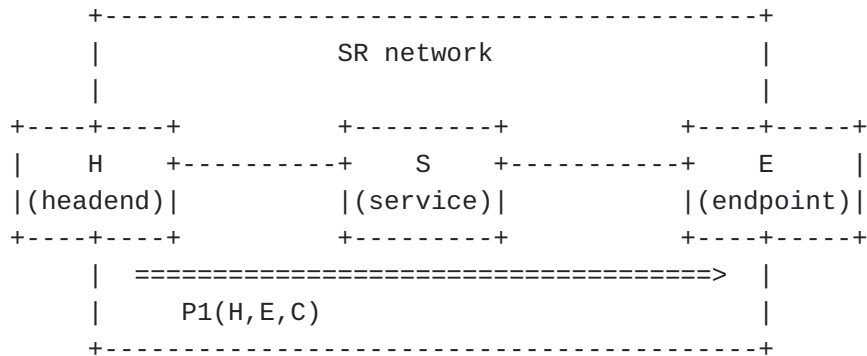 SR network
H S E
(headend) (service) (endpoint)
P1(H,E,C)